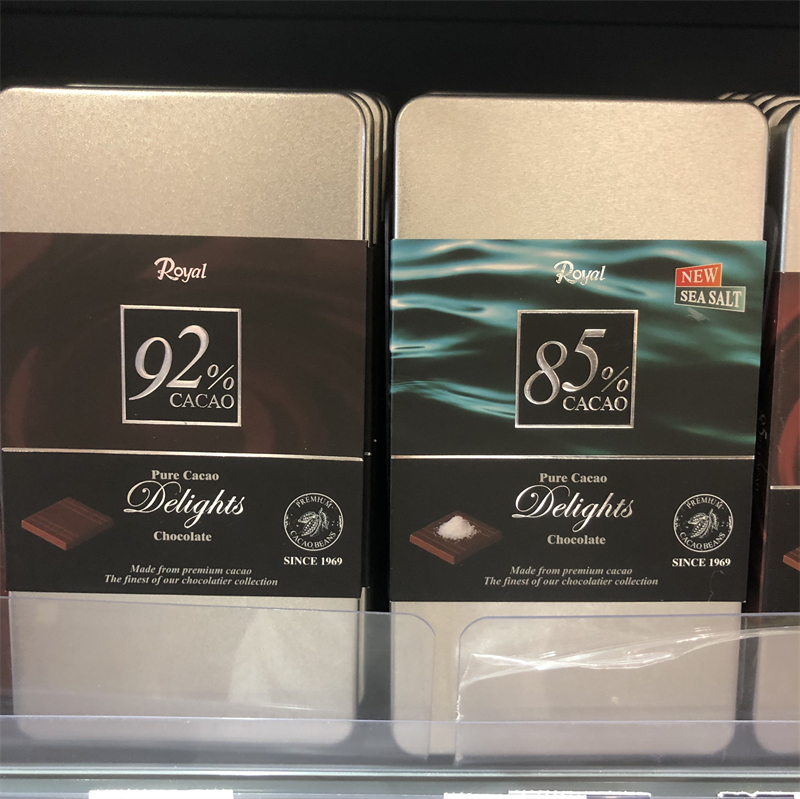 Royal
92%
CACAO
Pure Cacao
Delights
Chocolate
PREMIUM
CACAO BEANS
SINCE 1969
Made from premium cacao
The finest of our chocolatier collection
Royal
NEW
SEA SALT
85%
CACAO
Pure Cacao
Delights
Chocolate
PREMIUM
CACAO BEANS
SINCE 1969
Made from premium cacao
The finest of our chocolatier collection